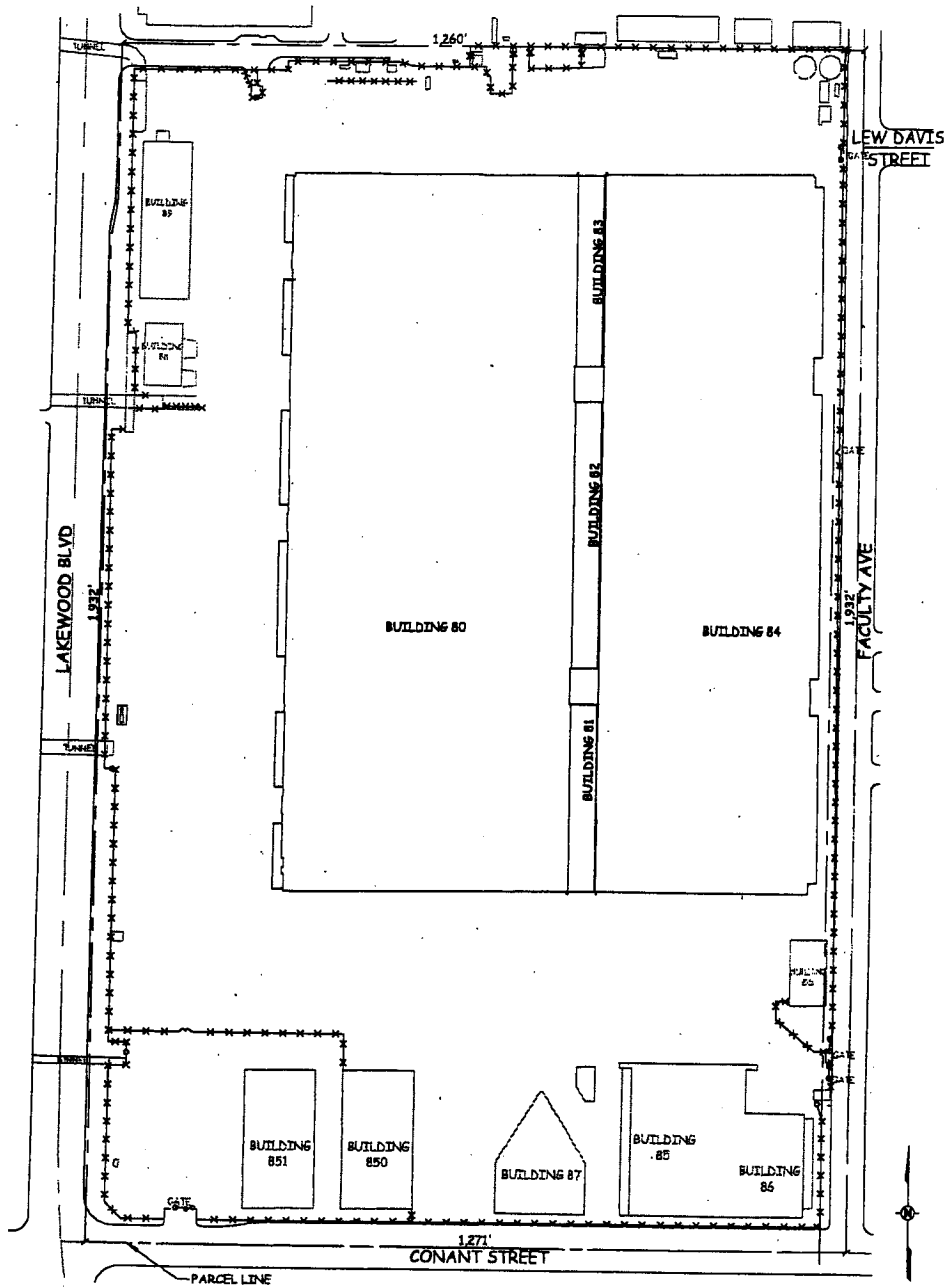 TUNNEL
1,260'
LEW DAVIS
STREET
GATE
BUILDING
BUILDING 83
BUILDING
TUNNEL
GATE
BUILDING 82
LAKEWOOD BLVD
1,932'
BUILDING 80
BUILDING 84
1,932'
FACULTY AVE
TUNNEL
BUILDING 81
BUILDING
TUNNEL
GATE
GATE
BUILDING
851
BUILDING
850
BUILDING 87
BUILDING
85
BUILDING
86
GATE
N
1,271'
CONANT STREET
PARCEL LINE